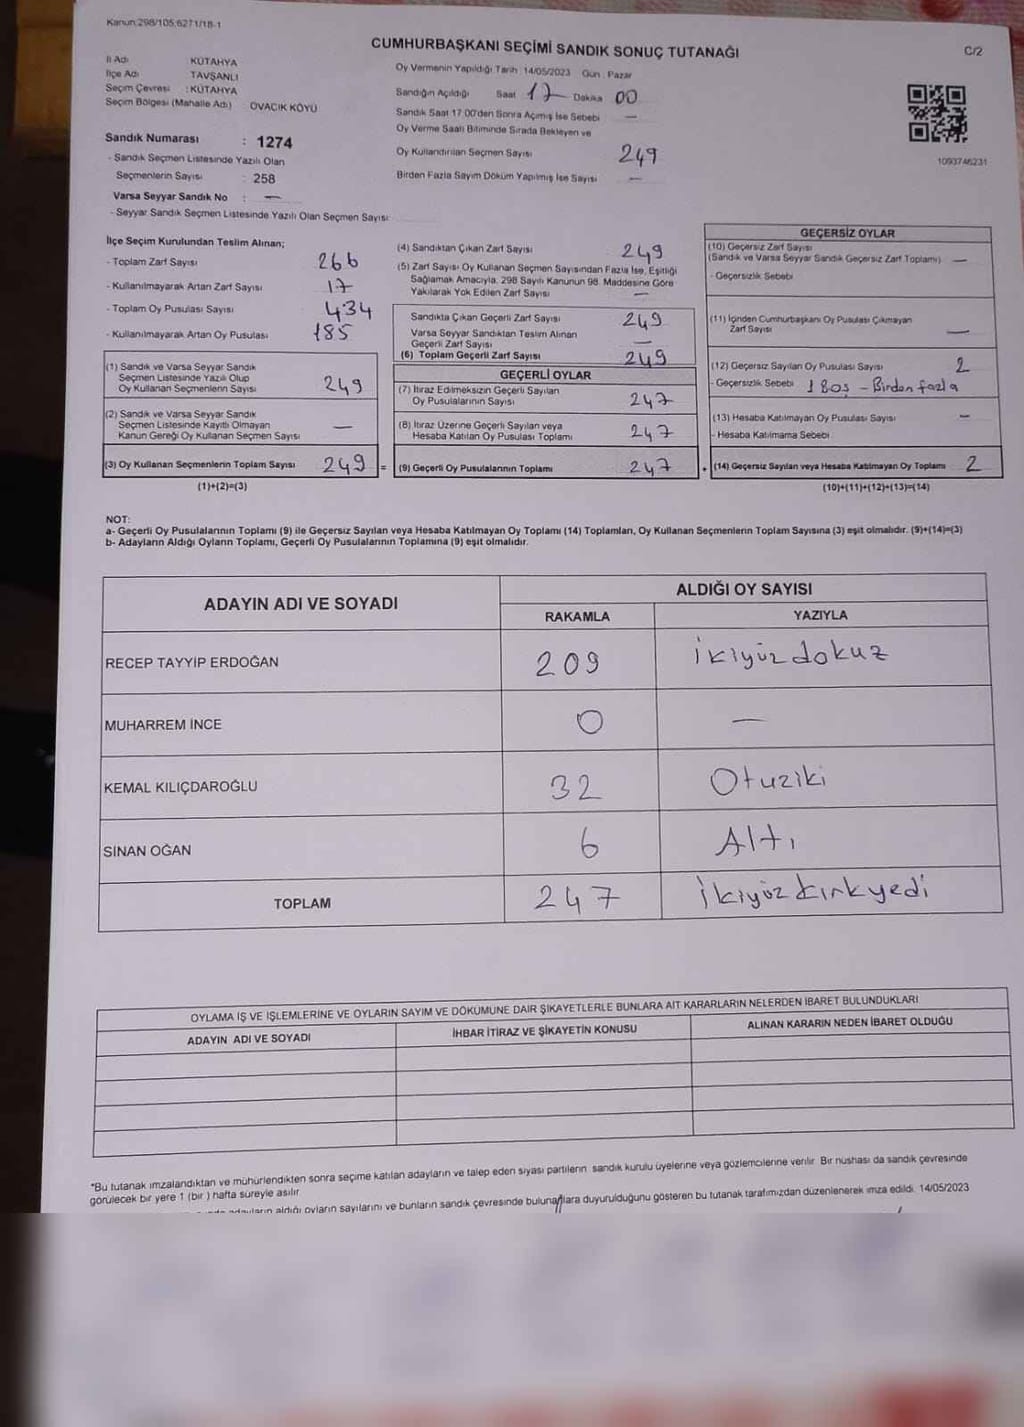 Kanun:298/105;6271/18-1
CUMHURBAŞKANI SEÇİMİ SANDIK SONUÇ TUTANAĞI
C/2
İl Adı KÜTAHYA
İlçe Adı TAVŞANLI
Seçim Çevresi : KÜTAHYA
Seçim Bölgesi (Mahalle Adı) OVACIK KÖYÜ
Oy Vermenin Yapıldığı Tarih: 14/05/2023 Gün: Pazar
Sandığın Açıldığı Saat 17 Dakika 00
Sandık Saat 17.00'den Sonra Açımış İse Sebebi —
Oy Verme Saati Bitiminde Sırada Bekleyen ve
Oy Kullandırılan Seçmen Sayısı 249
Birden Fazla Sayım Döküm Yapılmış İse Sayısı —
1093746231
Sandık Numarası : 1274
- Sandık Seçmen Listesinde Yazılı Olan
Seçmenlerin Sayısı : 258
Varsa Seyyar Sandık No : —
- Seyyar Sandık Seçmen Listesinde Yazılı Olan Seçmen Sayısı:
İlçe Seçim Kurulundan Teslim Alınan;
- Toplam Zarf Sayısı 266
- Kullanılmayarak Artan Zarf Sayısı 17
- Toplam Oy Pusulası Sayısı 434
- Kullanılmayarak Artan Oy Pusulası 185
(1) Sandık ve Varsa Seyyar Sandık
Seçmen Listesinde Yazılı Olup
Oy Kullanan Seçmenlerin Sayısı 249
(2) Sandık ve Varsa Seyyar Sandık
Seçmen Listesinde Kayıtlı Olmayan
Kanun Gereği Oy Kullanan Seçmen Sayısı —
(3) Oy Kullanan Seçmenlerin Toplam Sayısı 249 =
(1)+(2)=(3)
(4) Sandıktan Çıkan Zarf Sayısı 249
(5) Zarf Sayısı Oy Kullanan Seçmen Sayısından Fazla İse, Eşitliği
Sağlamak Amacıyla, 298 Sayılı Kanunun 98. Maddesine Göre
Yakılarak Yok Edilen Zarf Sayısı —
Sandıkta Çıkan Geçerli Zarf Sayısı 249
Varsa Seyyar Sandıktan Teslim Alınan
Geçerli Zarf Sayısı —
(6) Toplam Geçerli Zarf Sayısı 249
GEÇERLİ OYLAR
(7) İtiraz Edilmeksizin Geçerli Sayılan
Oy Pusulalarının Sayısı 247
(8) İtiraz Üzerine Geçerli Sayılan veya
Hesaba Katılan Oy Pusulası Toplamı 247
(9) Geçerli Oy Pusulalarının Toplamı 247 +
GEÇERSİZ OYLAR
(10) Geçersiz Zarf Sayısı
(Sandık ve Varsa Seyyar Sandık Geçersiz Zarf Toplamı) —
- Geçersizlik Sebebi
(11) İçinden Cumhurbaşkanı Oy Pusulası Çıkmayan
Zarf Sayısı —
(12) Geçersiz Sayılan Oy Pusulası Sayısı 2
- Geçersizlik Sebebi 1 Boş - Birden fazla
(13) Hesaba Katılmayan Oy Pusulası Sayısı —
- Hesaba Katılmama Sebebi
(14) Geçersiz Sayılan veya Hesaba Katılmayan Oy Toplamı 2
(10)+(11)+(12)+(13)=(14)
NOT:
a- Geçerli Oy Pusulalarının Toplamı (9) ile Geçersiz Sayılan veya Hesaba Katılmayan Oy Toplamı (14) Toplamları, Oy Kullanan Seçmenlerin Toplam Sayısına (3) eşit olmalıdır. (9)+(14)=(3)
b- Adayların Aldığı Oyların Toplamı, Geçerli Oy Pusulalarının Toplamına (9) eşit olmalıdır.
ADAYIN ADI VE SOYADI
ALDIĞI OY SAYISI
RAKAMLA YAZIYLA
RECEP TAYYİP ERDOĞAN 209 İkiyüz dokuz
MUHARREM İNCE 0 —
KEMAL KILIÇDAROĞLU 32 Otuziki
SİNAN OĞAN 6 Altı
TOPLAM 247 İkiyüz kırkyedi
OYLAMA İŞ VE İŞLEMLERİNE VE OYLARIN SAYIM VE DÖKÜMÜNE DAİR ŞİKAYETLERLE BUNLARA AİT KARARLARIN NELERDEN İBARET BULUNDUKLARI
ADAYIN ADI VE SOYADI İHBAR İTİRAZ VE ŞİKAYETİN KONUSU ALINAN KARARIN NEDEN İBARET OLDUĞU
*Bu tutanak imzalandıktan ve mühürlendikten sonra seçime katılan adayların ve talep eden siyasi partilerin sandık kurulu üyelerine veya gözlemcilerine verilir. Bir nüshası da sandık çevresinde
görülecek bir yere 1 (bir ) hafta süreyle asılır.
adayların aldığı oyların sayılarını ve bunların sandık çevresinde bulunanlara duyurulduğunu gösteren bu tutanak tarafımızdan düzenlenerek imza edildi. 14/05/2023